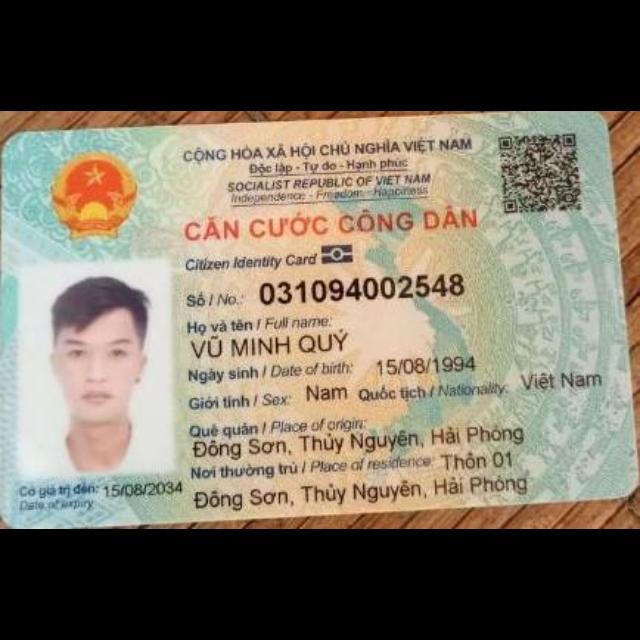 CỘNG HÒA XÃ HỘI CHỦ NGHĨA VIỆT NAM
Độc lập - Tự do - Hạnh phúc
SOCIALIST REPUBLIC OF VIET NAM
Independence - Freedom - Happiness
CĂN CƯỚC CÔNG DÂN
Citizen Identity Card
Số / No.: 031094002548
Họ và tên / Full name:
VŨ MINH QUÝ
Ngày sinh / Date of birth: 15/08/1994
Giới tính / Sex: Nam Quốc tịch / Nationality: Việt Nam
Quê quán / Place of origin:
Đông Sơn, Thủy Nguyên, Hải Phòng
Nơi thường trú / Place of residence: Thôn 01
Đông Sơn, Thủy Nguyên, Hải Phòng
Có giá trị đến: 15/08/2034
Date of expiry